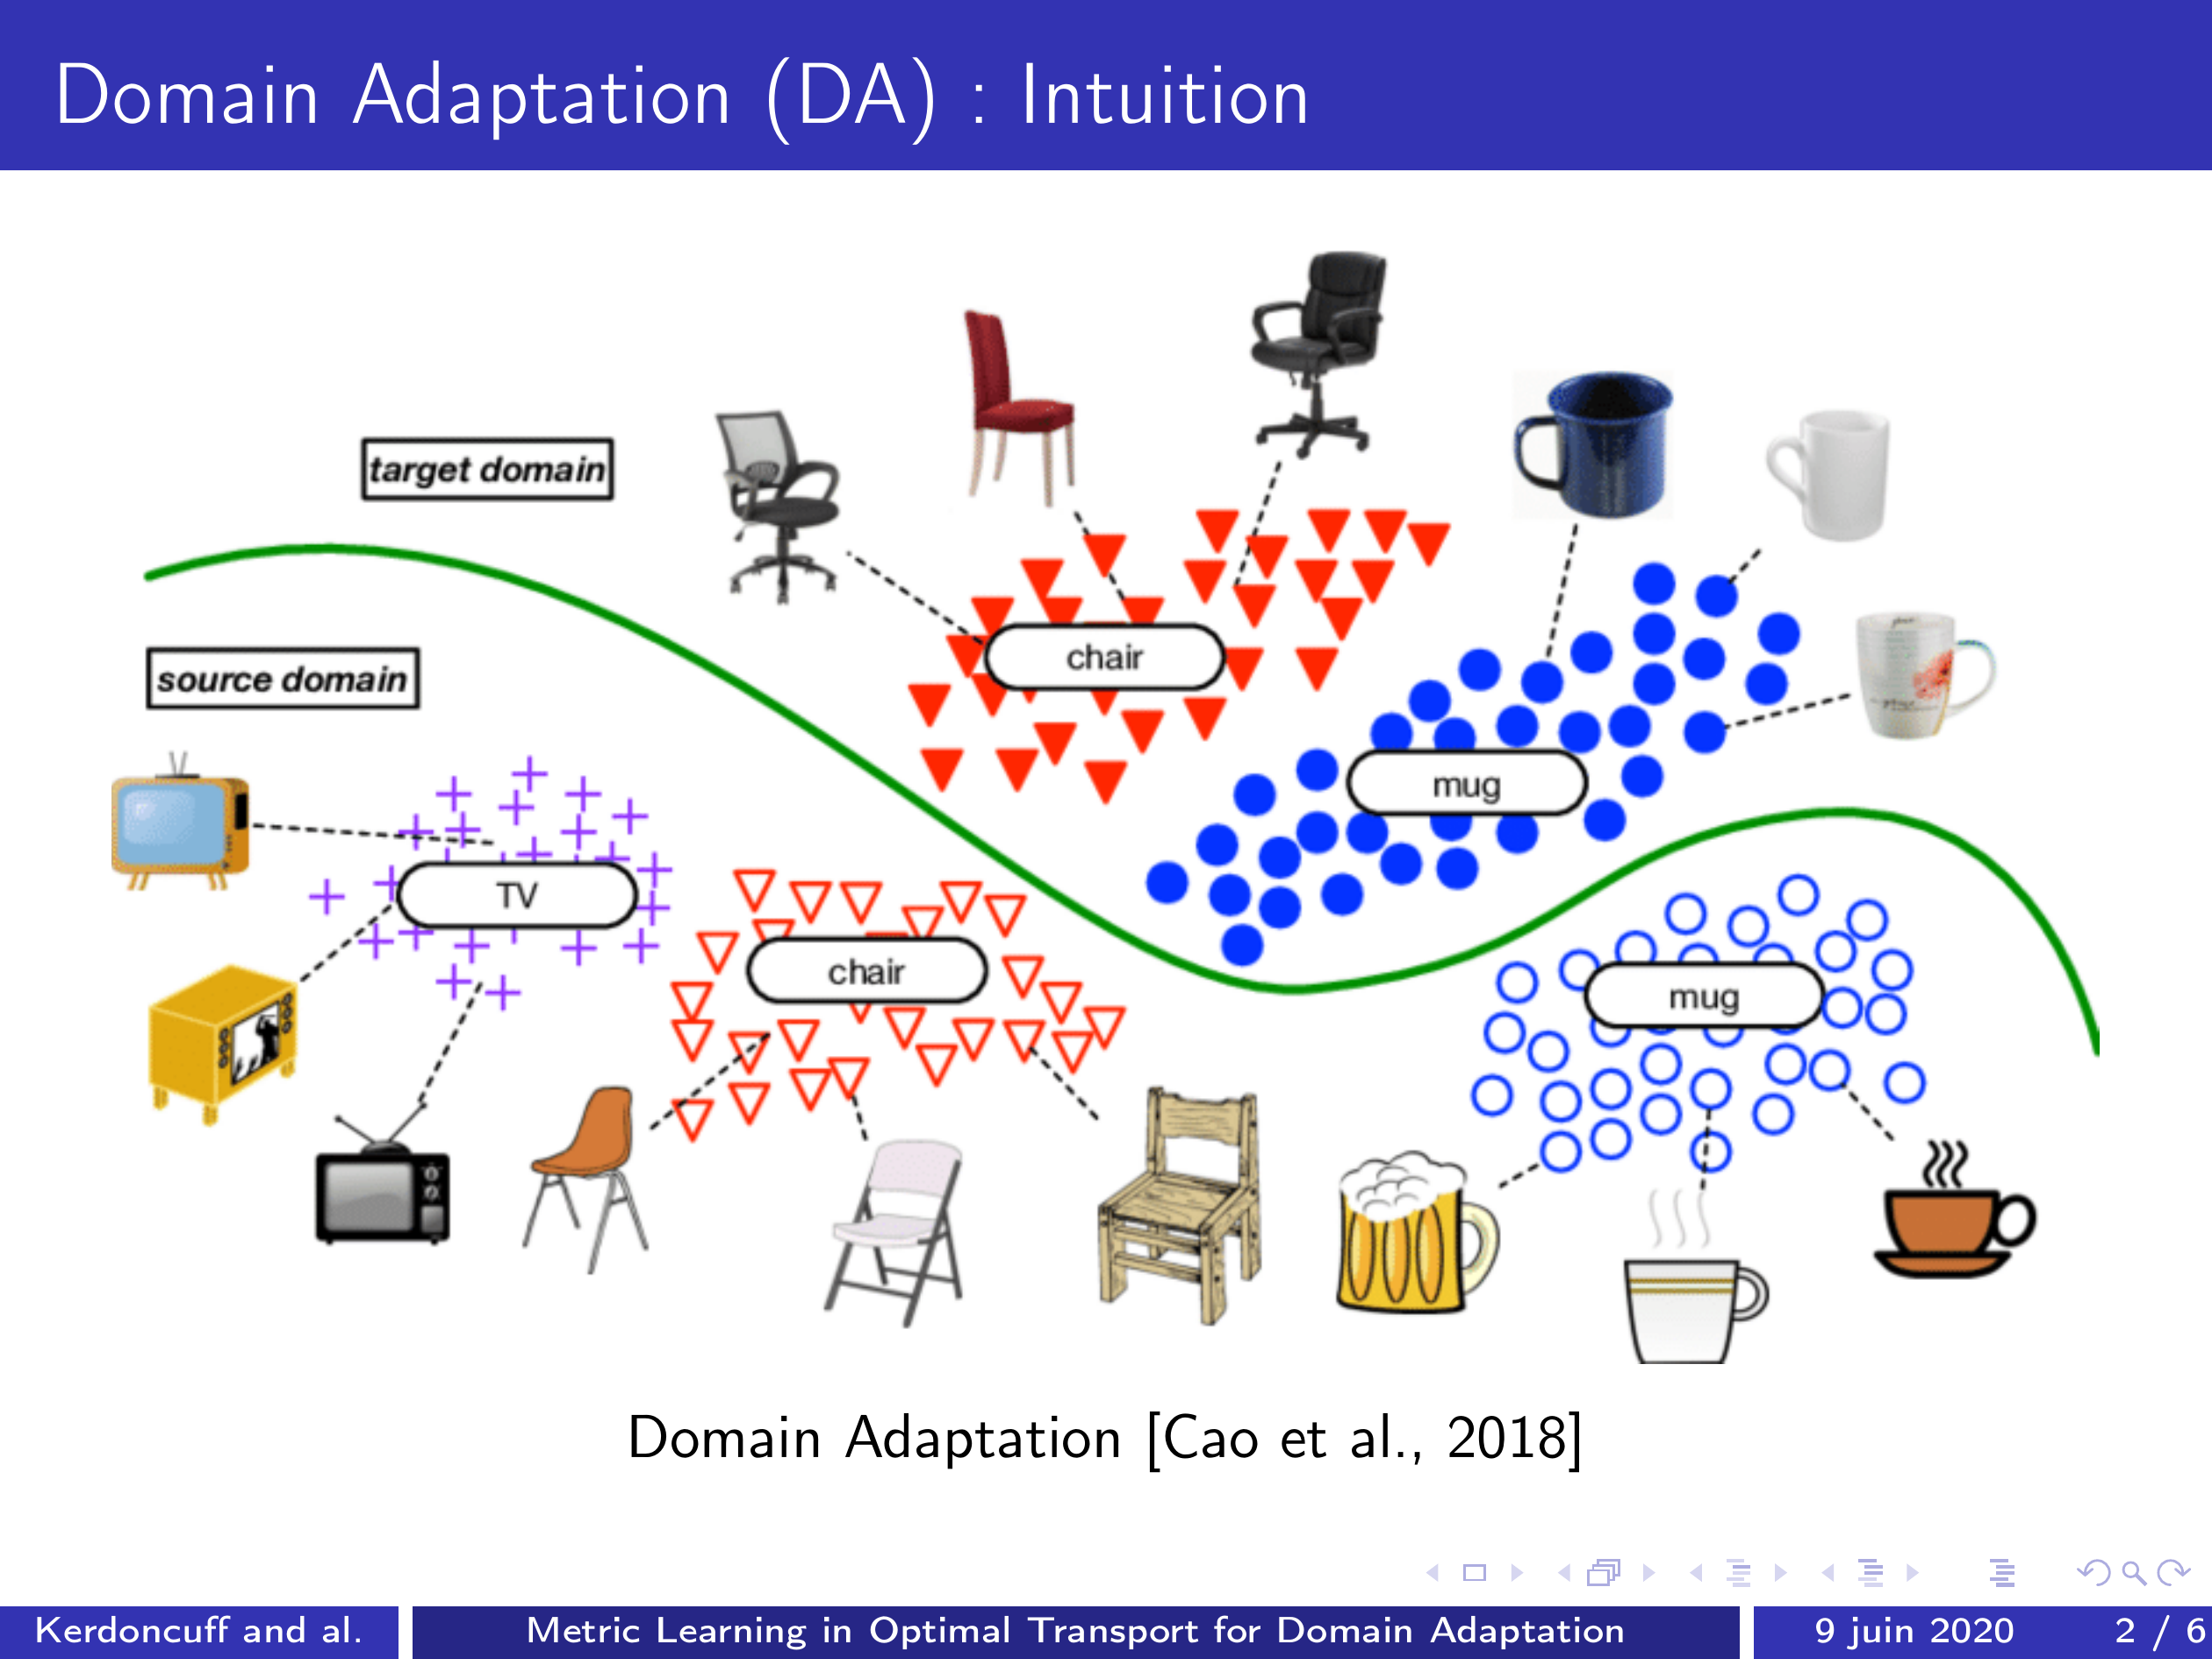 Domain Adaptation (DA) : Intuition
target domain
source domain
chair
mug
TV
chair
mug
Domain Adaptation [Cao et al., 2018]
Kerdoncuff and al.
Metric Learning in Optimal Transport for Domain Adaptation
9 juin 2020
2 / 6